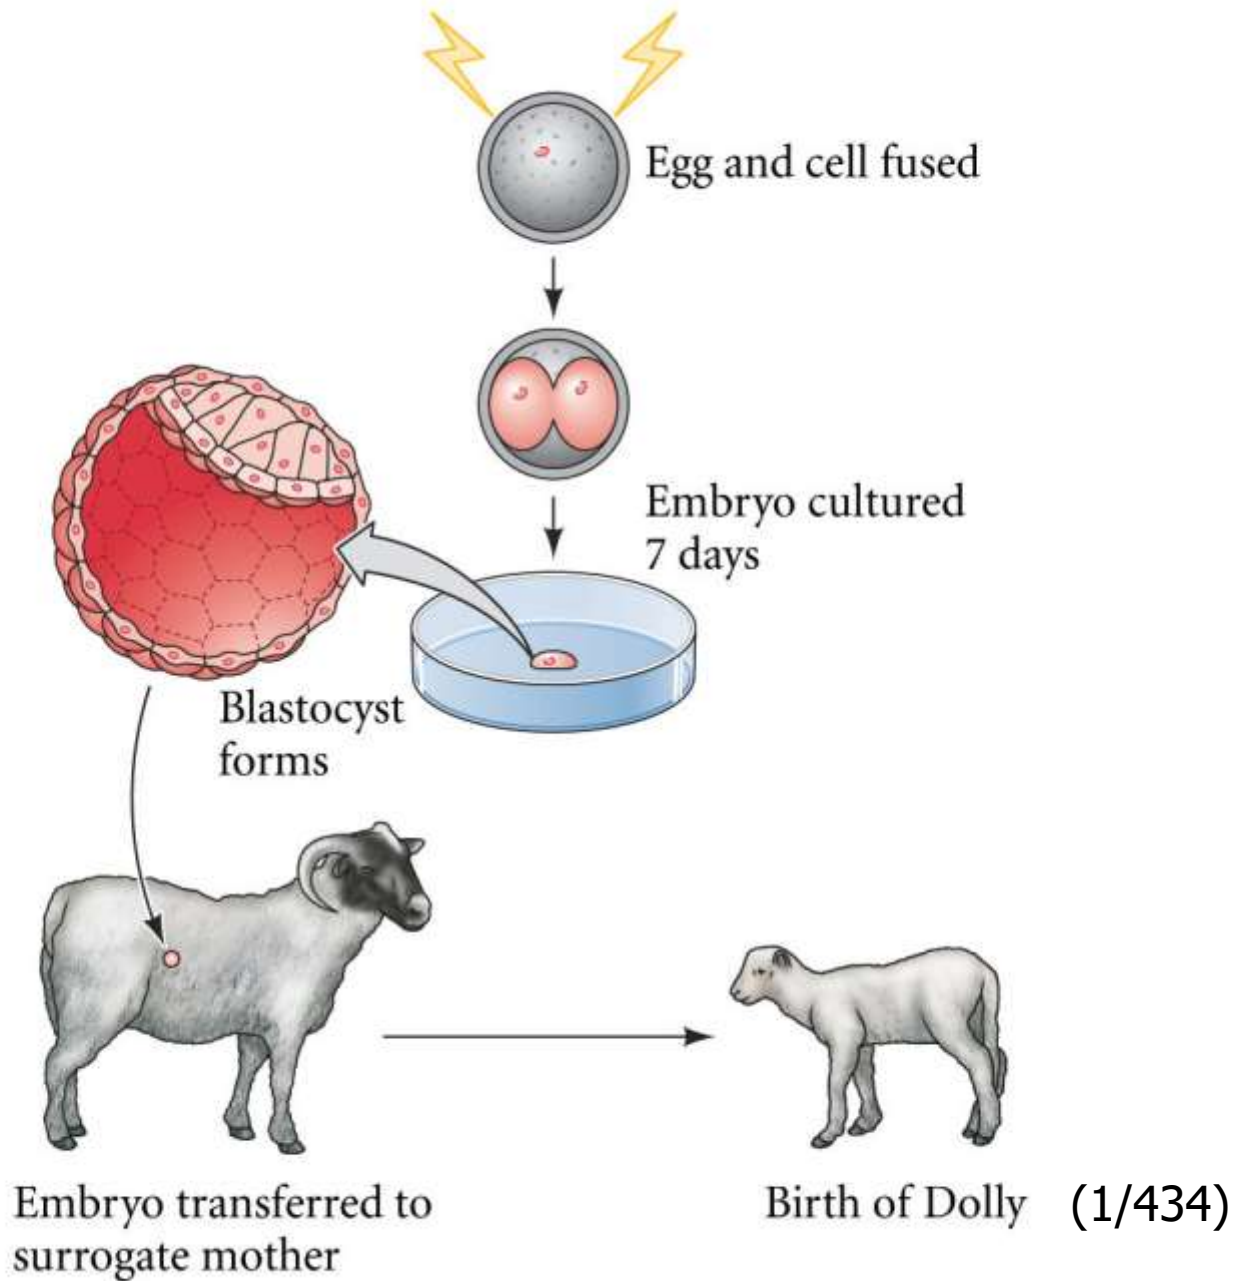 Egg and cell fused
Embryo cultured
7 days
Blastocyst
forms
Embryo transferred to
surrogate mother
Birth of Dolly (1/434)